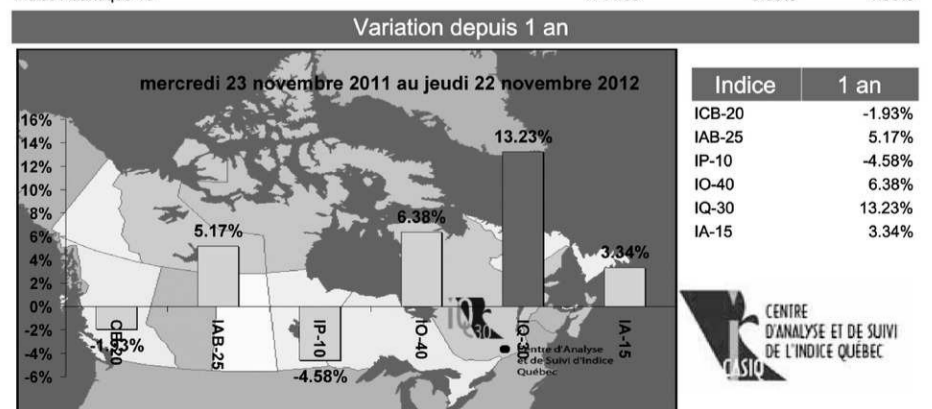 Variation depuis 1 an
mercredi 23 novembre 2011 au jeudi 22 novembre 2012
16%
14%
12%
10%
8%
6%
4%
2%
0%
-2%
-4%
-6%
-1.93%
5.17%
-4.58%
6.38%
13.23%
3.34%
IAB-25
IP-10
IO-40
IQ-30
IA-15
iQ
30
Centre d'Analyse
et de Suivi d'Indice
Québec
Indice 1 an
ICB-20 -1.93%
IAB-25 5.17%
IP-10 -4.58%
IO-40 6.38%
IQ-30 13.23%
IA-15 3.34%
CENTRE
D'ANALYSE ET DE SUIVI
DE L'INDICE QUÉBEC
CASIQ